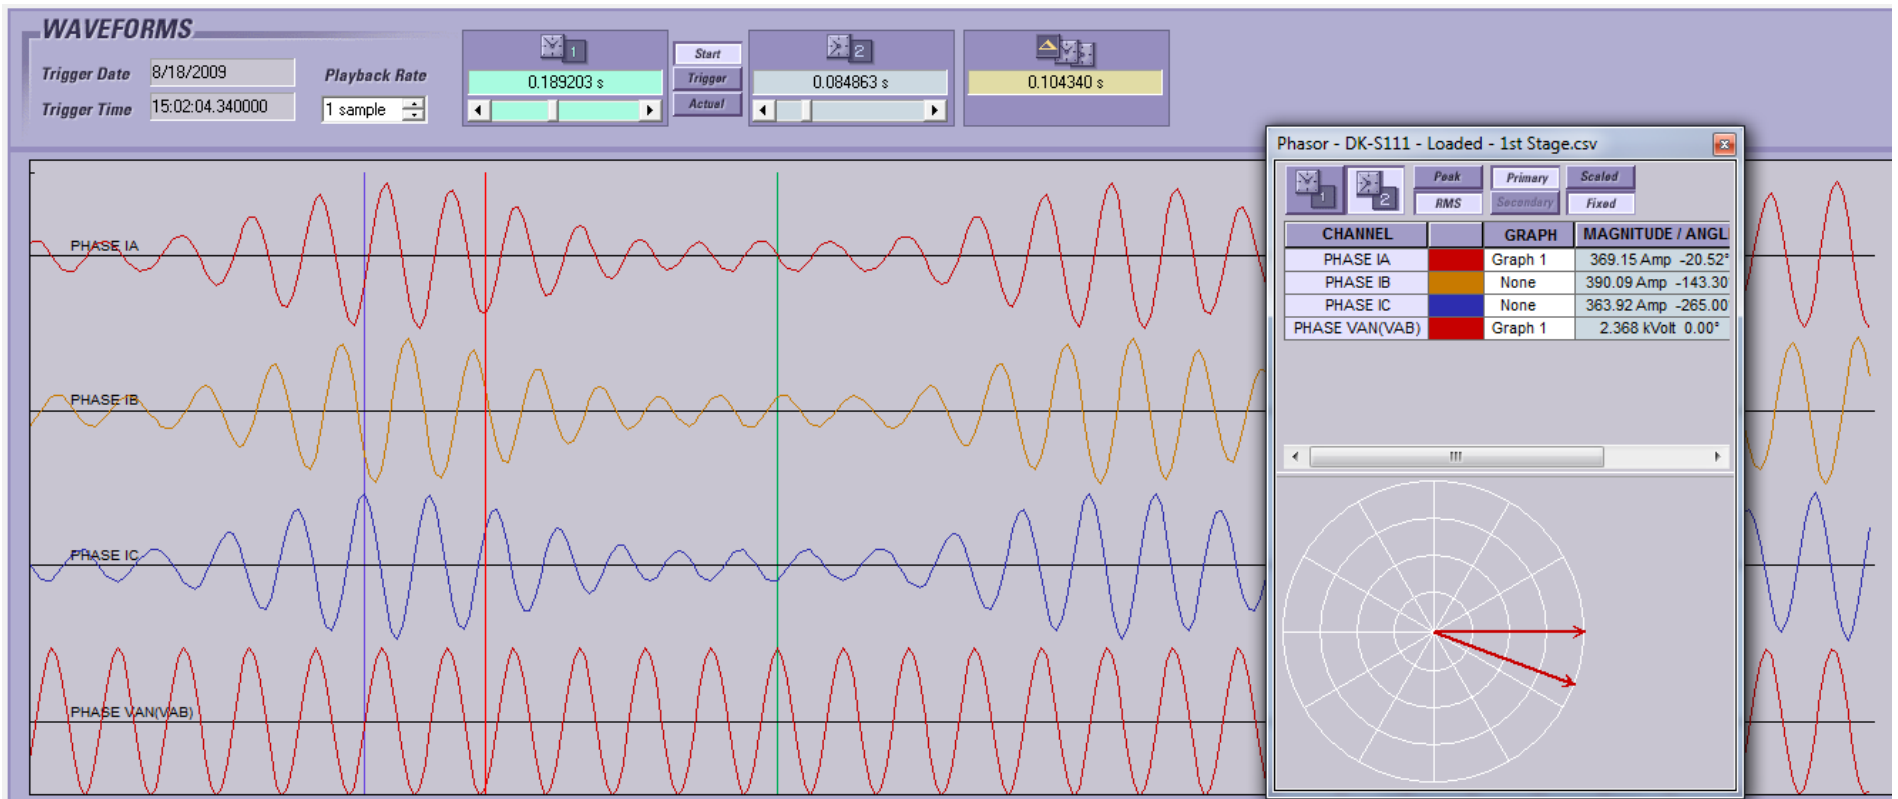 WAVEFORMS
Trigger Date 8/18/2009 Playback Rate
Trigger Time 15:02:04.340000 1 sample
1
0.189203 s
Start
Trigger
Actual
2
0.084863 s
0.104340 s
PHASE IA
PHASE IB
PHASE IC
PHASE VAN(VAB)
Phasor - DK-S111 - Loaded - 1st Stage.csv
1 2 Peak Primary Scaled
RMS Secondary Fixed
CHANNEL GRAPH MAGNITUDE / ANGL
PHASE IA Graph 1 369.15 Amp -20.52°
PHASE IB None 390.09 Amp -143.30
PHASE IC None 363.92 Amp -265.00
PHASE VAN(VAB) Graph 1 2.368 kVolt 0.00°